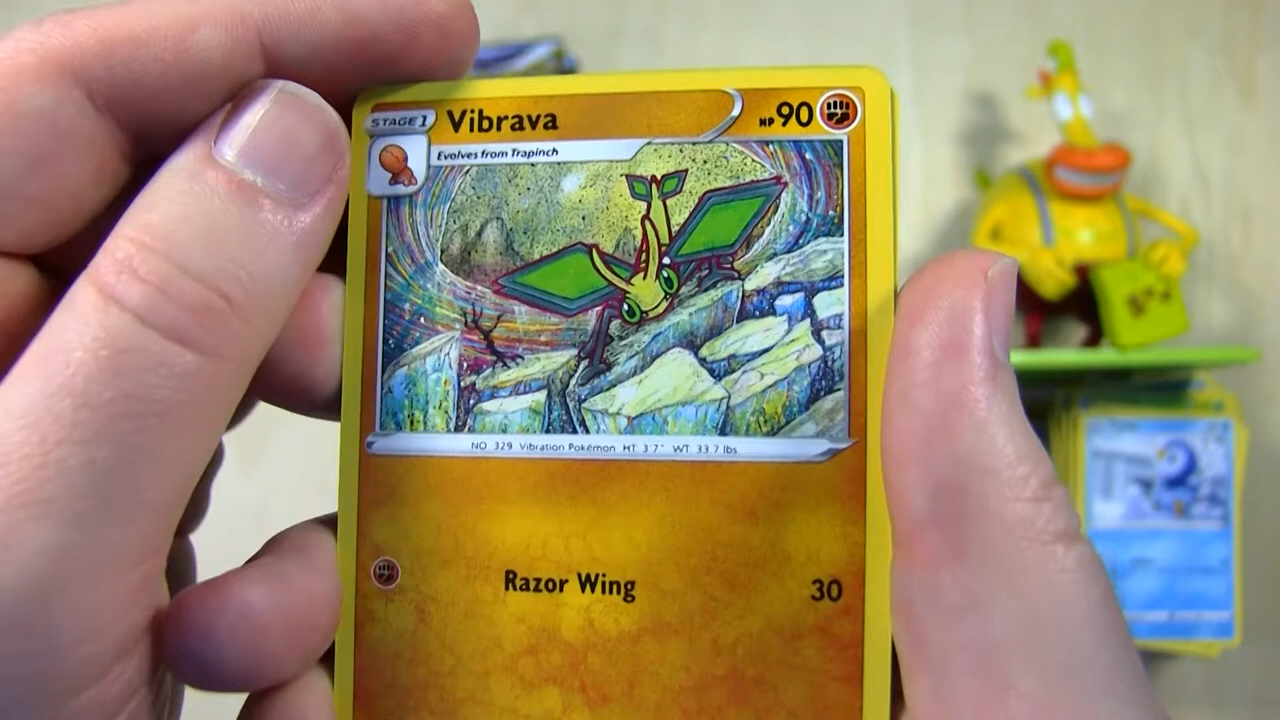 STAGE 1 Vibrava HP 90
Evolves from Trapinch
NO. 329 Vibration Pokémon HT 3'7" WT 33.7 lbs.
Razor Wing 30